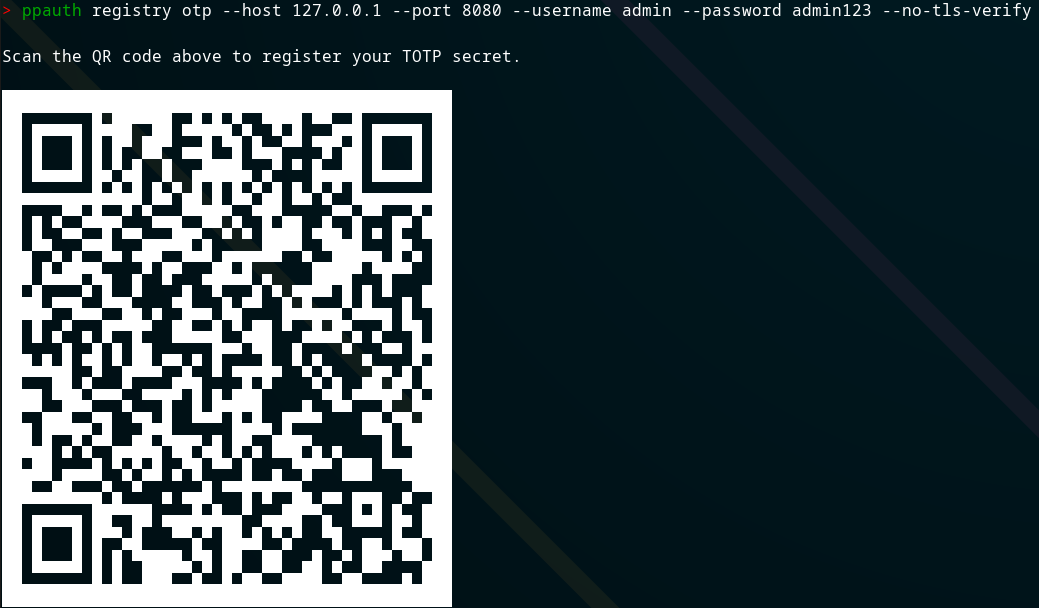 > ppauth registry otp --host 127.0.0.1 --port 8080 --username admin --password admin123 --no-tls-verify
Scan the QR code above to register your TOTP secret.